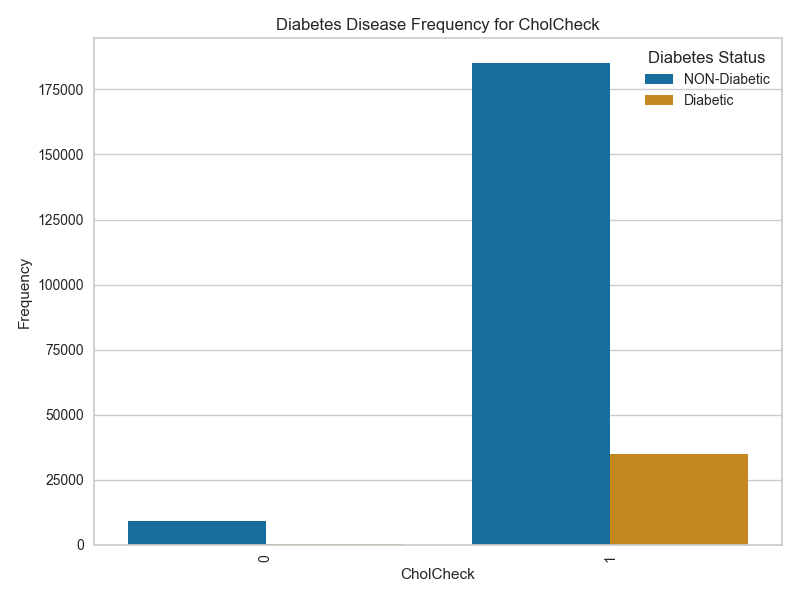 Diabetes Disease Frequency for CholCheck
Diabetes Status
NON-Diabetic
Diabetic
Frequency
175000
150000
125000
100000
75000
50000
25000
0
0
1
CholCheck